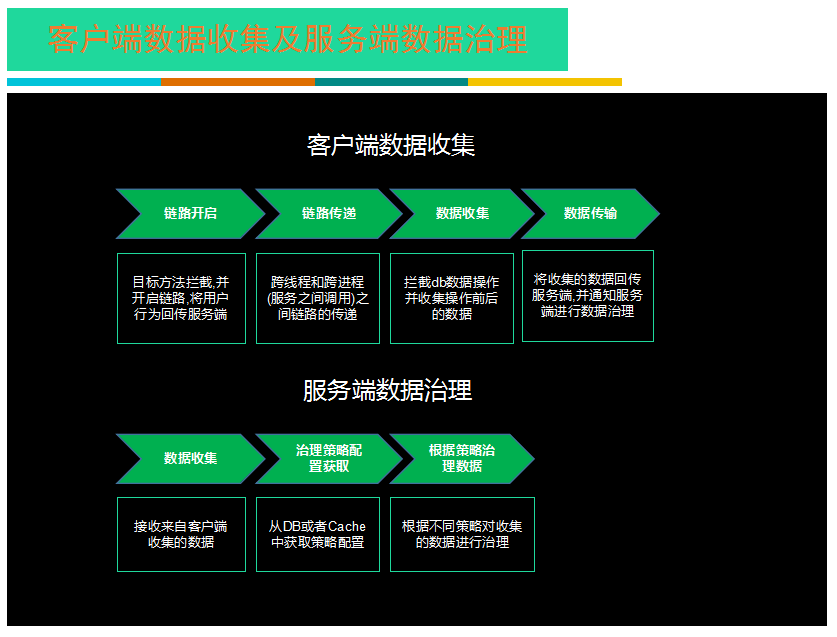 客户端数据收集及服务端数据治理
客户端数据收集
链路开启
链路传递
数据收集
数据传输
目标方法拦截,并
开启链路,将用户
行为回传服务端
跨线程和跨进程
(服务之间调用)之
间链路的传递
拦截db数据操作
并收集操作前后
的数据
将收集的数据回传
服务端,并通知服务
端进行数据治理
服务端数据治理
数据收集
治理策略配
置获取
根据策略治
理数据
接收来自客户端
收集的数据
从DB或者Cache
中获取策略配置
根据不同策略对收集
的数据进行治理